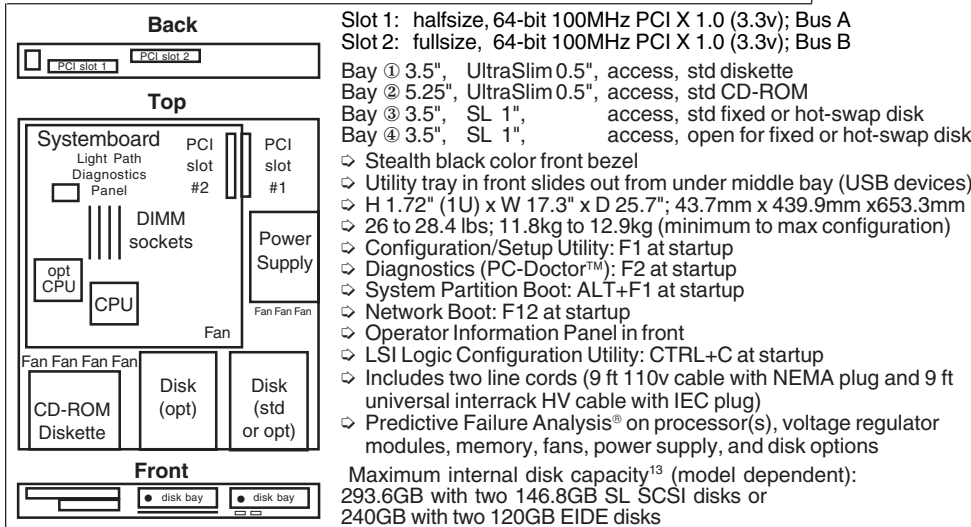 Back
PCI slot 1
PCI slot 2
Top
Systemboard
Light Path
Diagnostics
Panel
PCI
slot
#2
PCI
slot
#1
DIMM
sockets
Power
Supply
opt
CPU
CPU
Fan Fan Fan
Fan
Fan Fan Fan Fan
CD-ROM
Diskette
Disk
(opt)
Disk
(std
or opt)
Front
disk bay
disk bay
Slot 1: halfsize, 64-bit 100MHz PCI X 1.0 (3.3v); Bus A
Slot 2: fullsize, 64-bit 100MHz PCI X 1.0 (3.3v); Bus B
Bay ① 3.5", UltraSlim 0.5", access, std diskette
Bay ② 5.25", UltraSlim 0.5", access, std CD-ROM
Bay ③ 3.5", SL 1", access, std fixed or hot-swap disk
Bay ④ 3.5", SL 1", access, open for fixed or hot-swap disk
➪ Stealth black color front bezel
➪ Utility tray in front slides out from under middle bay (USB devices)
➪ H 1.72" (1U) x W 17.3" x D 25.7"; 43.7mm x 439.9mm x653.3mm
➪ 26 to 28.4 lbs; 11.8kg to 12.9kg (minimum to max configuration)
➪ Configuration/Setup Utility: F1 at startup
➪ Diagnostics (PC-Doctor™): F2 at startup
➪ System Partition Boot: ALT+F1 at startup
➪ Network Boot: F12 at startup
➪ Operator Information Panel in front
➪ LSI Logic Configuration Utility: CTRL+C at startup
➪ Includes two line cords (9 ft 110v cable with NEMA plug and 9 ft
universal interrack HV cable with IEC plug)
➪ Predictive Failure Analysis® on processor(s), voltage regulator
modules, memory, fans, power supply, and disk options
Maximum internal disk capacity¹³ (model dependent):
293.6GB with two 146.8GB SL SCSI disks or
240GB with two 120GB EIDE disks